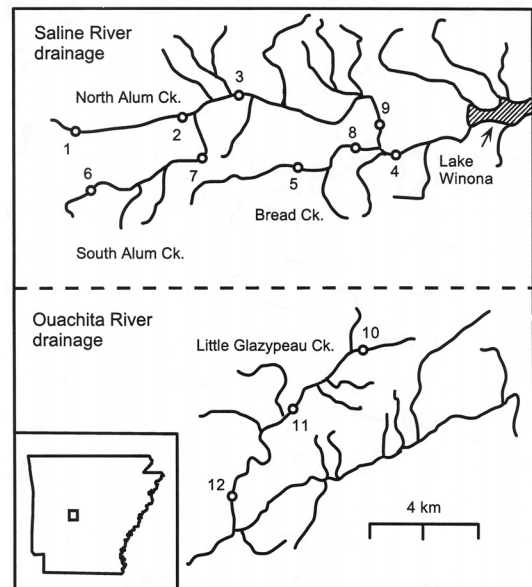 Saline River
drainage
North Alum Ck.
3
1
2
9
8
6
7
5
4
Lake
Winona
Bread Ck.
South Alum Ck.
Ouachita River
drainage
Little Glazypeau Ck.
10
11
12
4 km